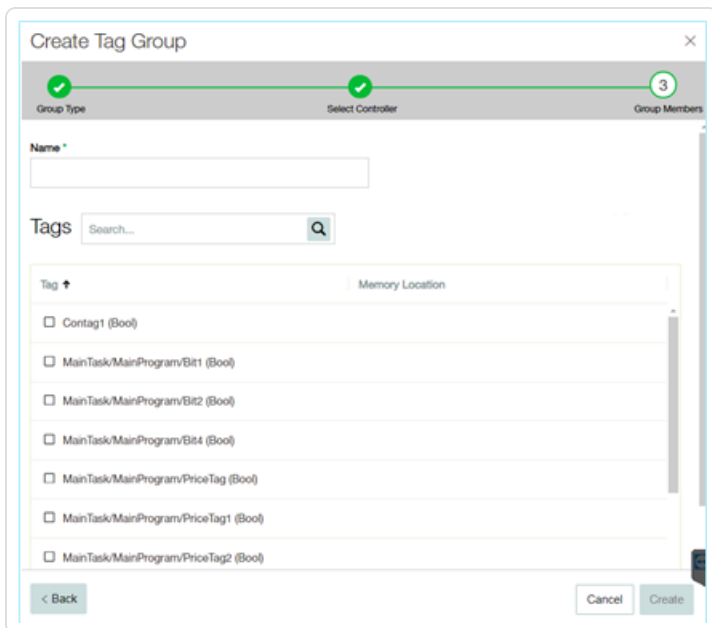 Create Tag Group
3
Group Type Select Controller Group Members
Name *
Tags Search...
Tag Memory Location
Contag1 (Bool)
MainTask/MainProgram/Bit1 (Bool)
MainTask/MainProgram/Bit2 (Bool)
MainTask/MainProgram/Bit4 (Bool)
MainTask/MainProgram/PriceTag (Bool)
MainTask/MainProgram/PriceTag1 (Bool)
MainTask/MainProgram/PriceTag2 (Bool)
< Back Cancel Create